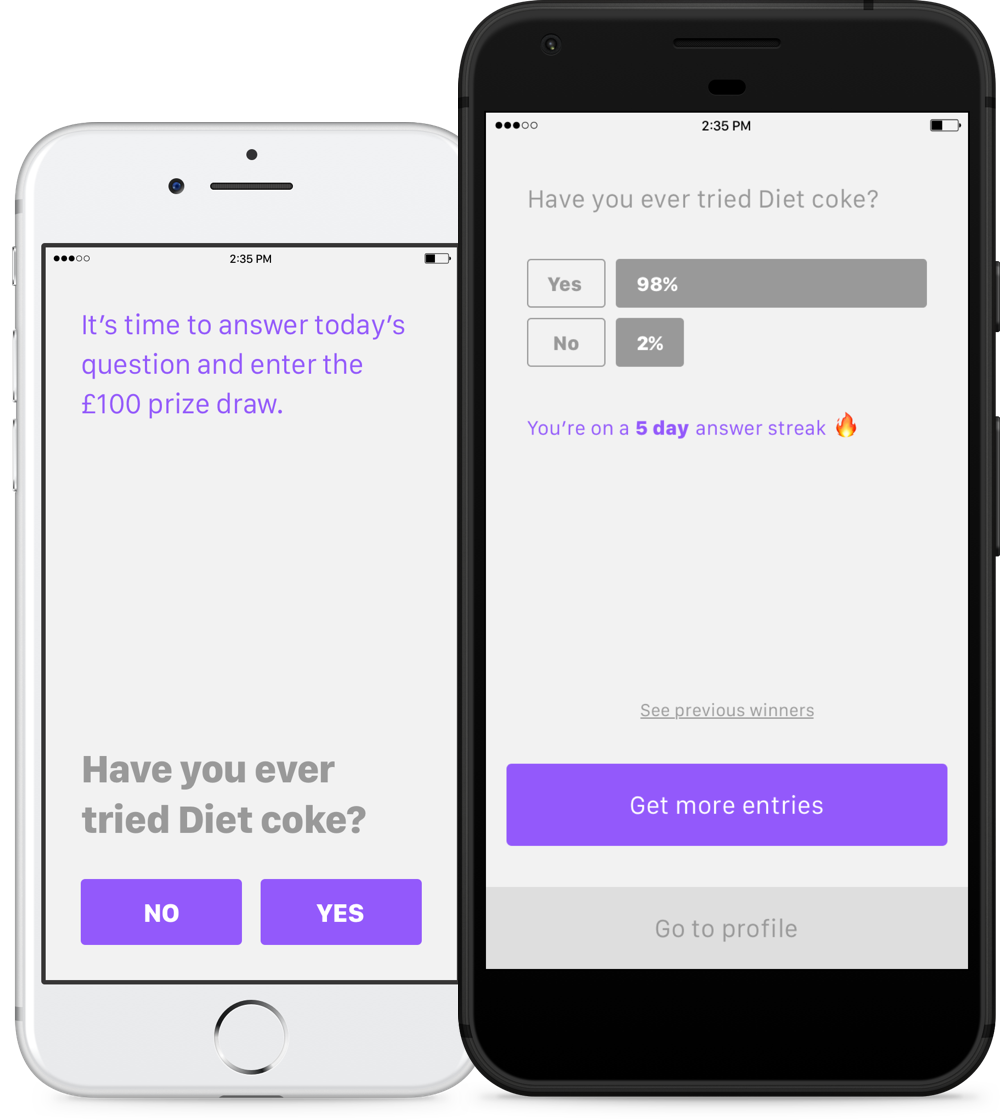 2:35 PM
It's time to answer today's
question and enter the
£100 prize draw.
Have you ever
tried Diet coke?
NO YES
2:35 PM
Have you ever tried Diet coke?
Yes 98%
No 2%
You're on a 5 day answer streak 🔥
See previous winners
Get more entries
Go to profile